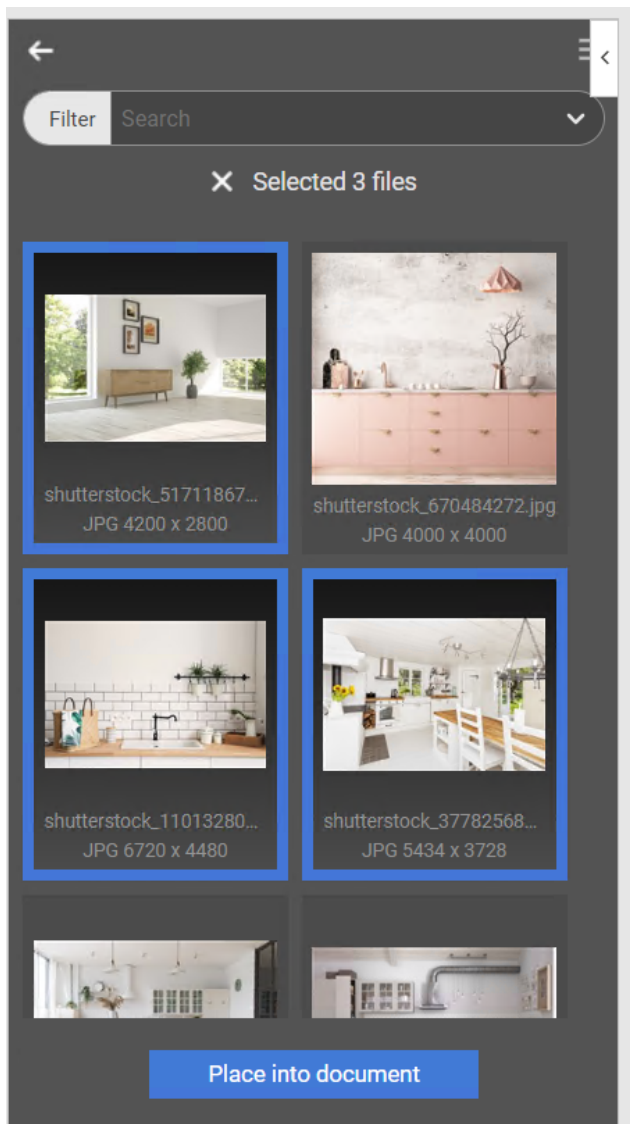 Filter Search
Selected 3 files
shutterstock_51711867...
JPG 4200 x 2800
shutterstock_670484272.jpg
JPG 4000 x 4000
shutterstock_11013280...
JPG 6720 x 4480
shutterstock_37782568...
JPG 5434 x 3728
Place into document